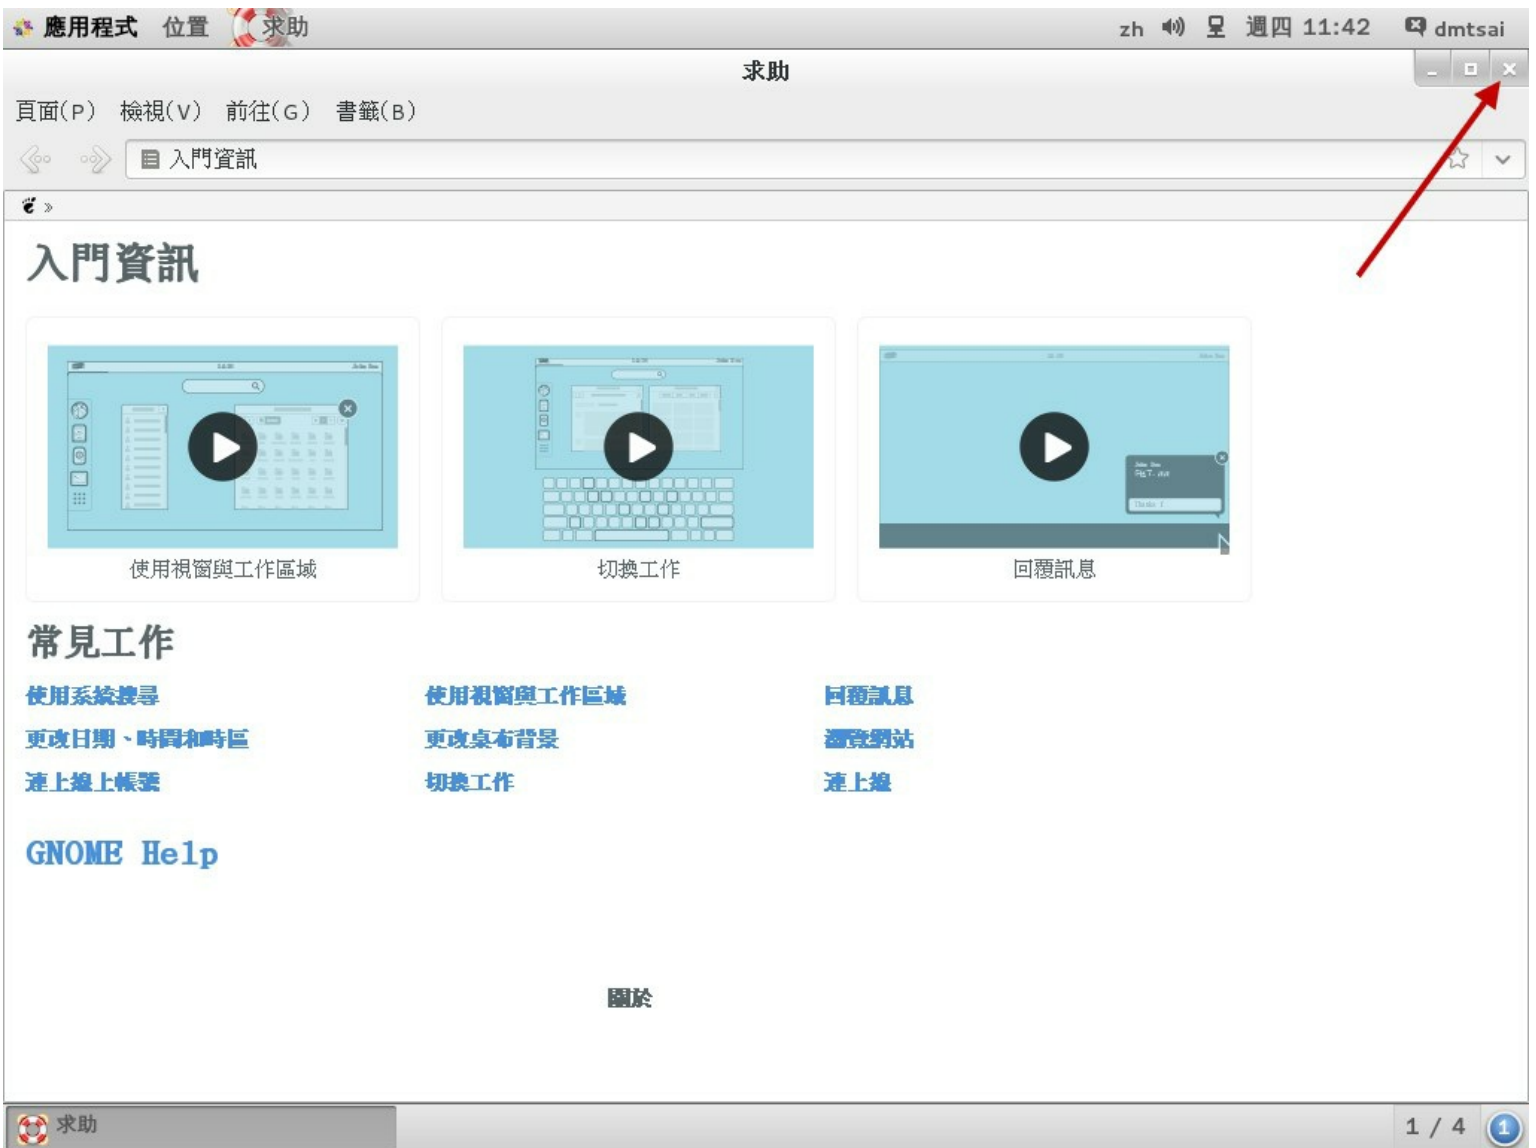 應用程式 位置 求助 zh 週四 11:42 dmtsai
求助
頁面(P) 檢視(V) 前往(G) 書籤(B)
入門資訊
»
入門資訊
使用視窗與工作區域 切換工作 回覆訊息
常見工作
使用系統搜尋 使用視窗與工作區域 回覆訊息
更改日期、時間和時區 更改桌布背景 瀏覽網站
連上線上帳號 切換工作 連上線
GNOME Help
關於
求助 1 / 4 1